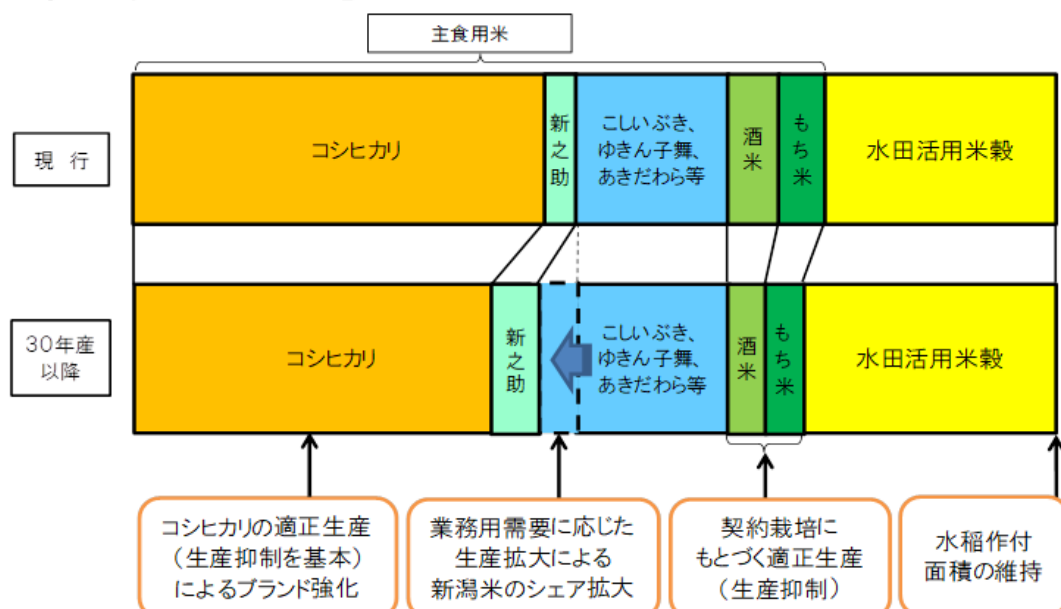 主食用米
現 行
コシヒカリ
新之助
こしいぶき、
ゆきん子舞、
あきだわら等
酒米
もち米
水田活用米穀
30年産
以降
コシヒカリ
新之助
こしいぶき、
ゆきん子舞、
あきだわら等
酒米
もち米
水田活用米穀
コシヒカリの適正生産
（生産抑制を基本）
によるブランド強化
業務用需要に応じた
生産拡大による
新潟米のシェア拡大
契約栽培に
もとづく適正生産
（生産抑制）
水稲作付
面積の維持